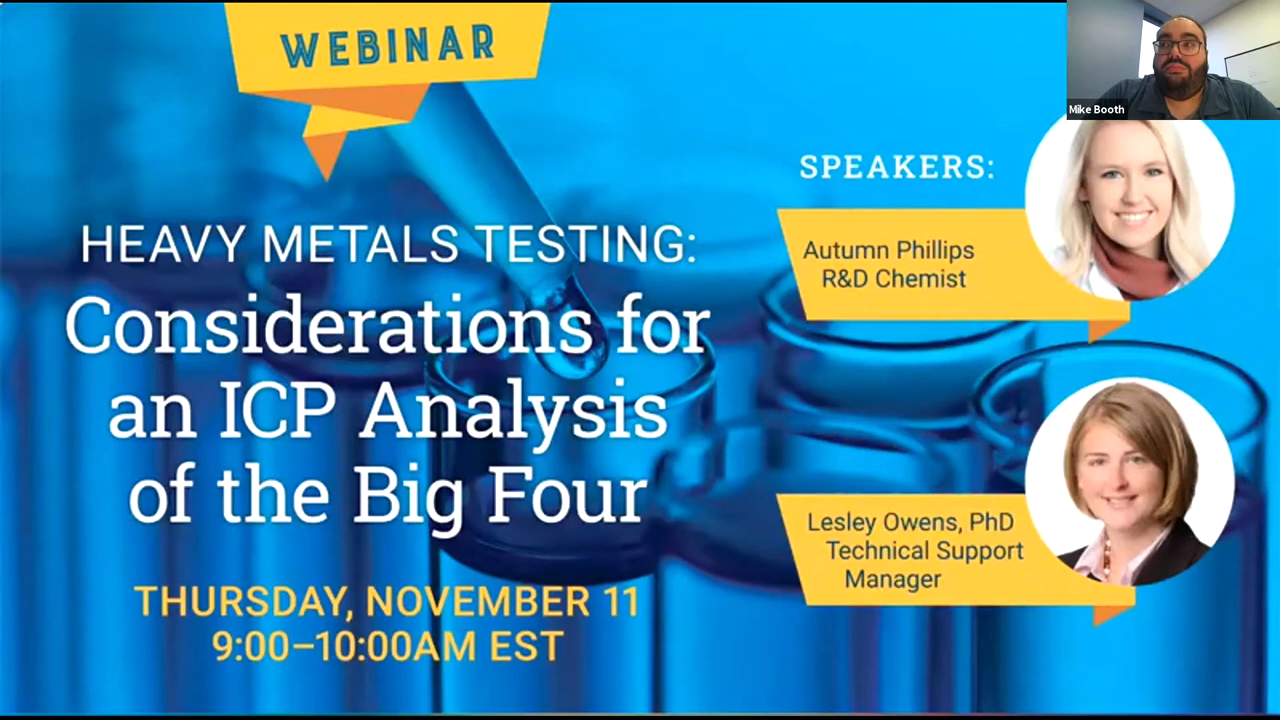 WEBINAR
HEAVY METALS TESTING:
Considerations for
an ICP Analysis
of the Big Four
THURSDAY, NOVEMBER 11
9:00–10:00AM EST
Mike Booth
SPEAKERS:
Autumn Phillips
R&D Chemist
Lesley Owens, PhD
Technical Support
Manager